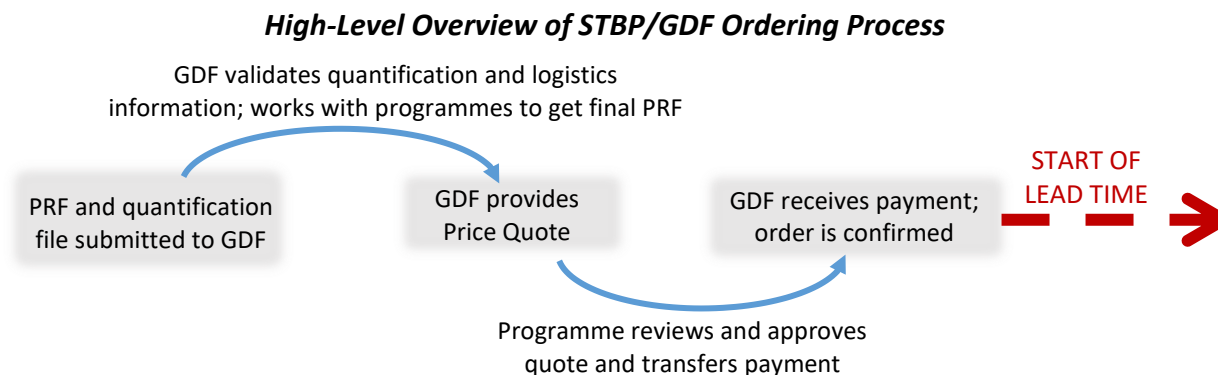 High-Level Overview of STBP/GDF Ordering Process
GDF validates quantification and logistics
information; works with programmes to get final PRF
PRF and quantification
file submitted to GDF
GDF provides
Price Quote
GDF receives payment;
order is confirmed
START OF
LEAD TIME
Programme reviews and approves
quote and transfers payment